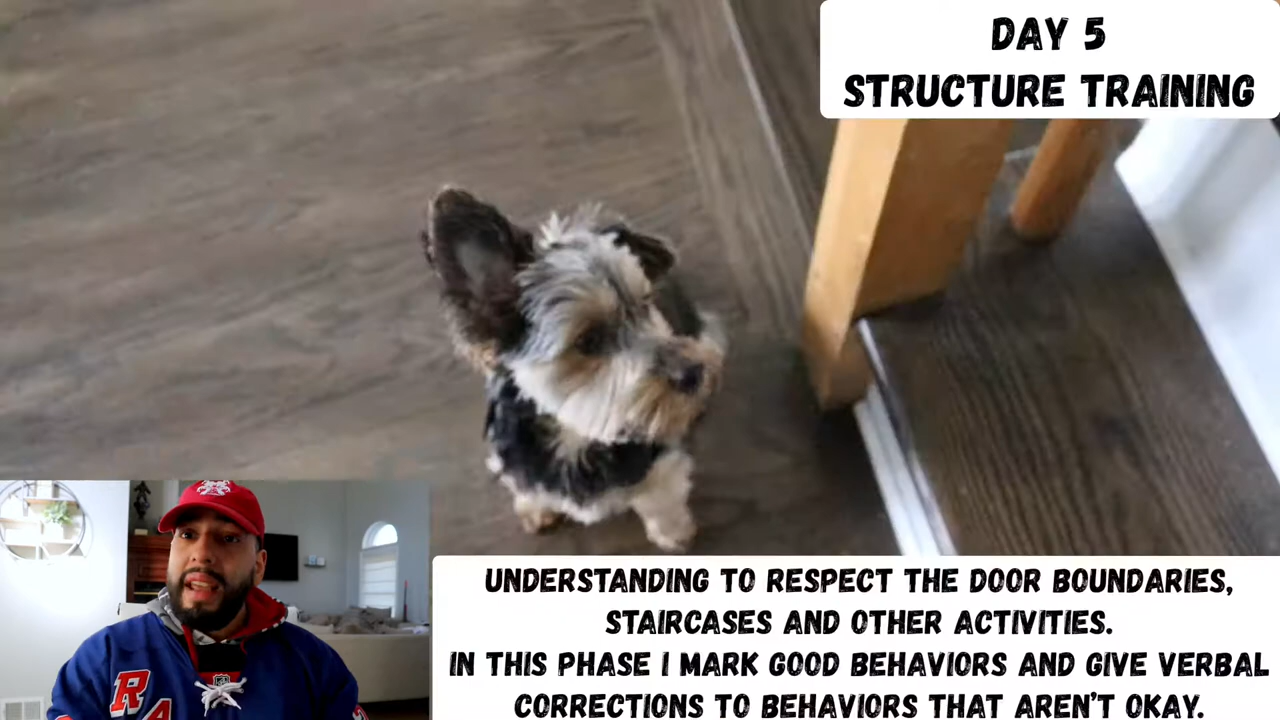 DAY 5
STRUCTURE TRAINING
UNDERSTANDING TO RESPECT THE DOOR BOUNDARIES,
STAIRCASES AND OTHER ACTIVITIES.
IN THIS PHASE I MARK GOOD BEHAVIORS AND GIVE VERBAL
CORRECTIONS TO BEHAVIORS THAT AREN'T OKAY.
RA